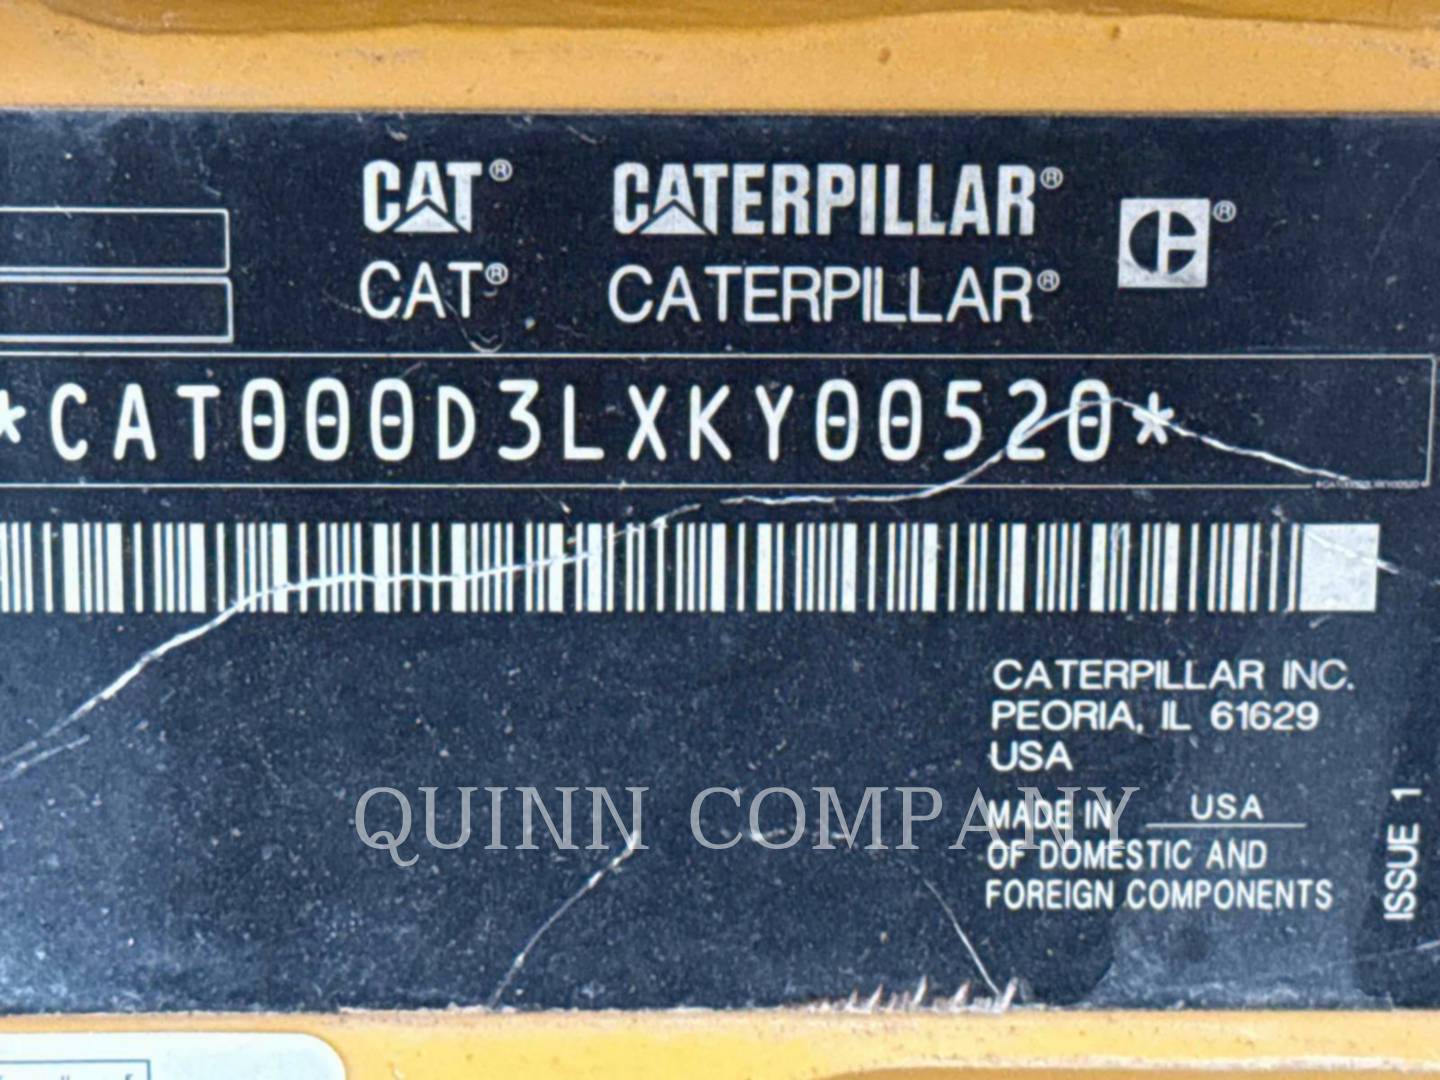 CAT® CATERPILLAR® ®
CAT® CATERPILLAR®
*CAT000D3LXKY00520*
CATERPILLAR INC.
PEORIA, IL 61629
USA
MADE IN USA
OF DOMESTIC AND
FOREIGN COMPONENTS
ISSUE 1
QUINN COMPANY